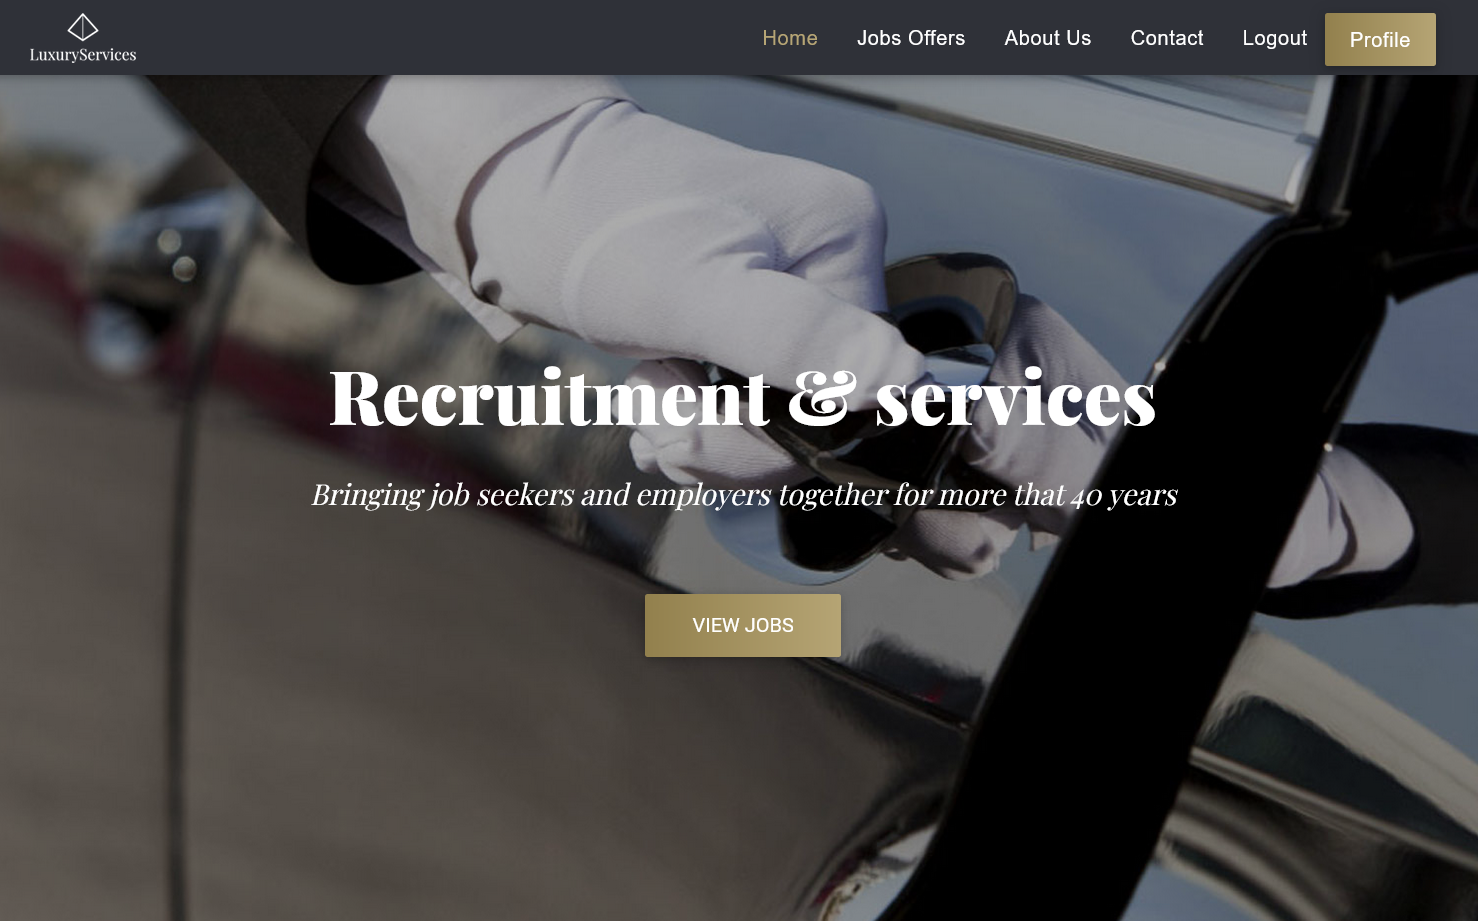 LuxuryServices
Home
Jobs Offers
About Us
Contact
Logout
Profile
Recruitment & services
Bringing job seekers and employers together for more that 40 years
VIEW JOBS